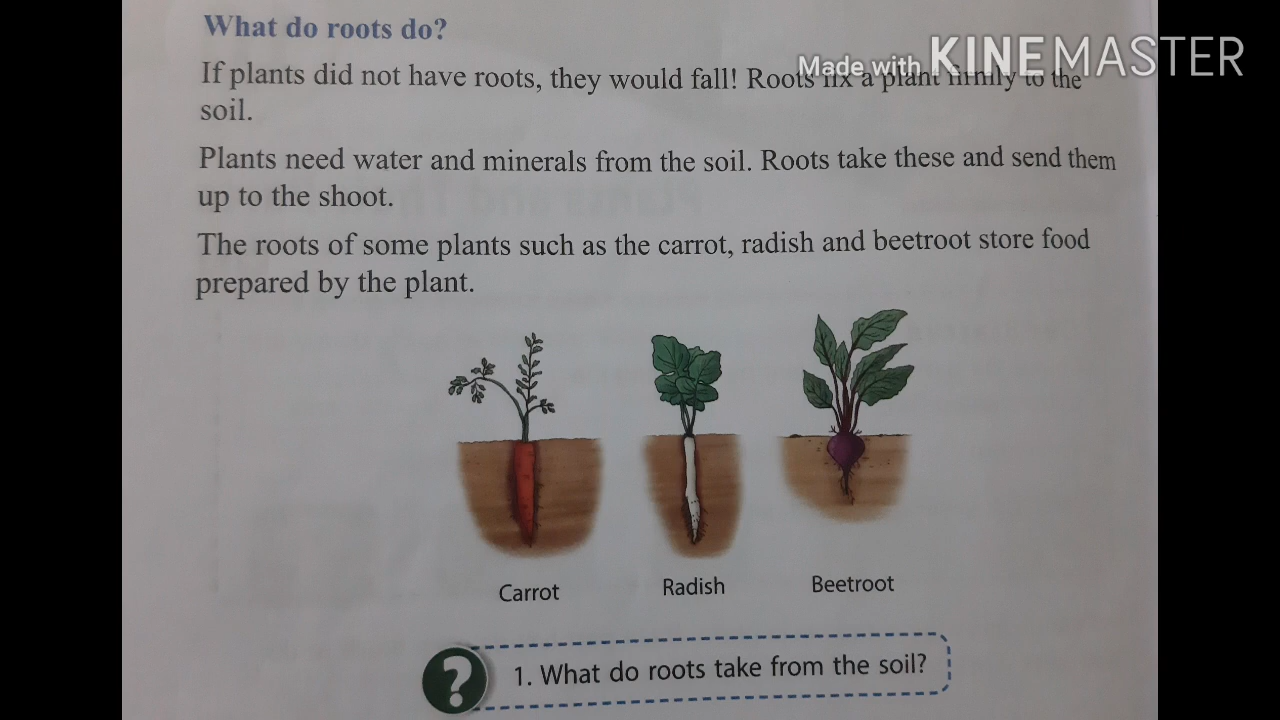 What do roots do?
Made with KINEMASTER
If plants did not have roots, they would fall! Roots fix a plant firmly to the
soil.
Plants need water and minerals from the soil. Roots take these and send them
up to the shoot.
The roots of some plants such as the carrot, radish and beetroot store food
prepared by the plant.
Carrot Radish Beetroot
? 1. What do roots take from the soil?